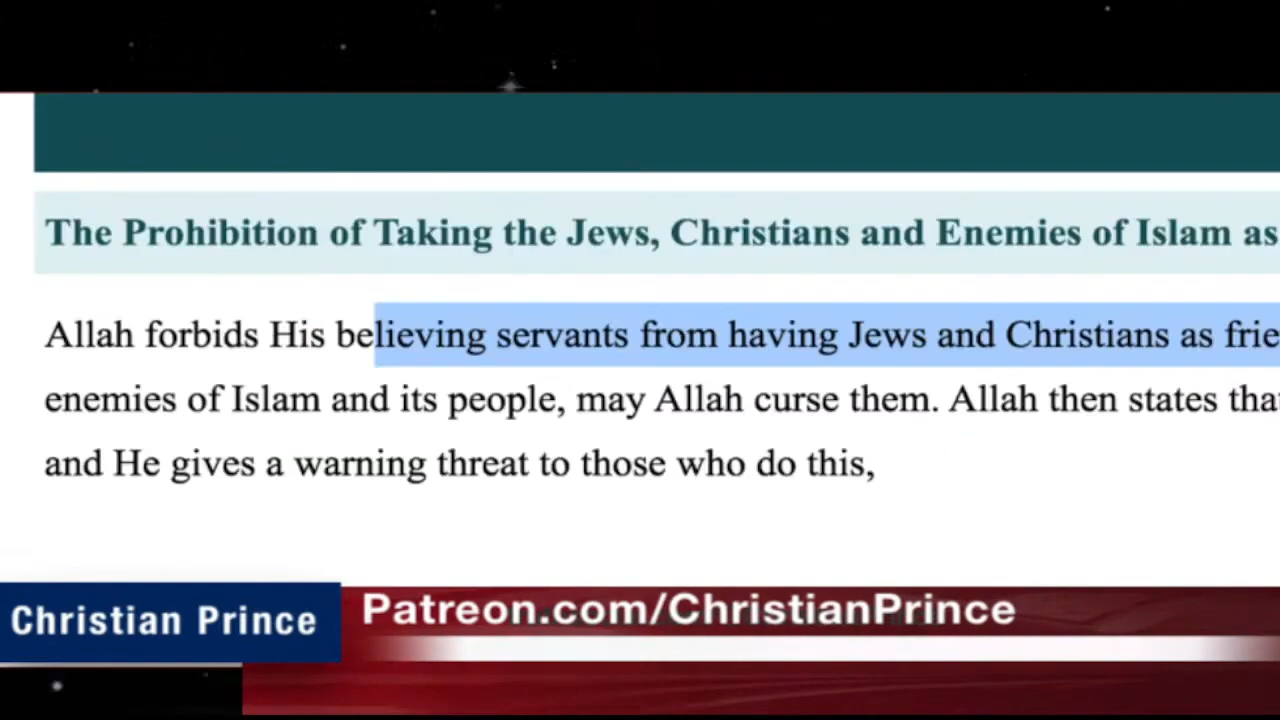 The Prohibition of Taking the Jews, Christians and Enemies of Islam as
Allah forbids His believing servants from having Jews and Christians as frie
enemies of Islam and its people, may Allah curse them. Allah then states that
and He gives a warning threat to those who do this,
Christian Prince
Patreon.com/ChristianPrince